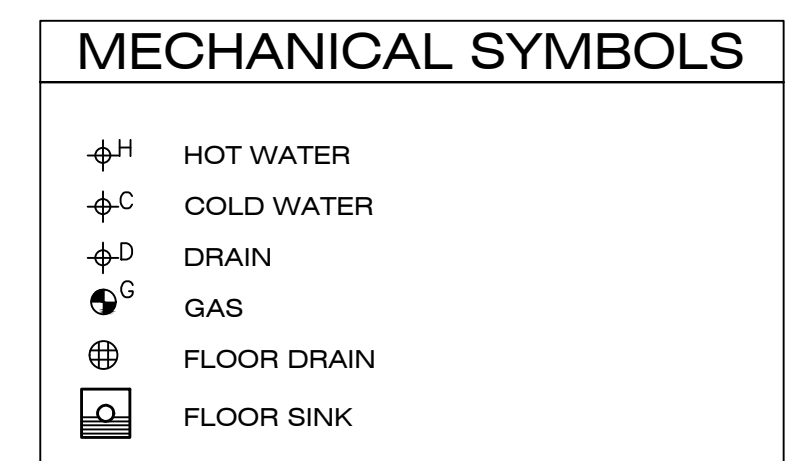 MECHANICAL SYMBOLS
H HOT WATER
C COLD WATER
D DRAIN
G GAS
FLOOR DRAIN
FLOOR SINK